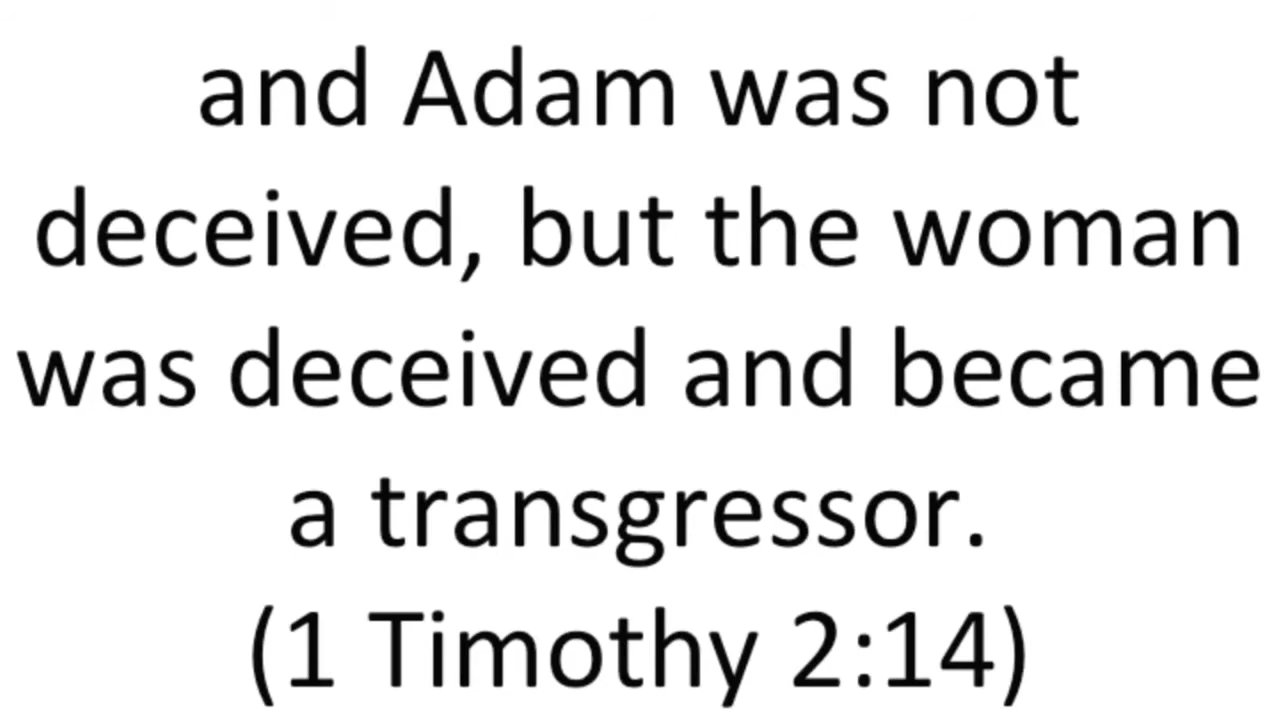 and Adam was not
deceived, but the woman
was deceived and became
a transgressor.
(1 Timothy 2:14)